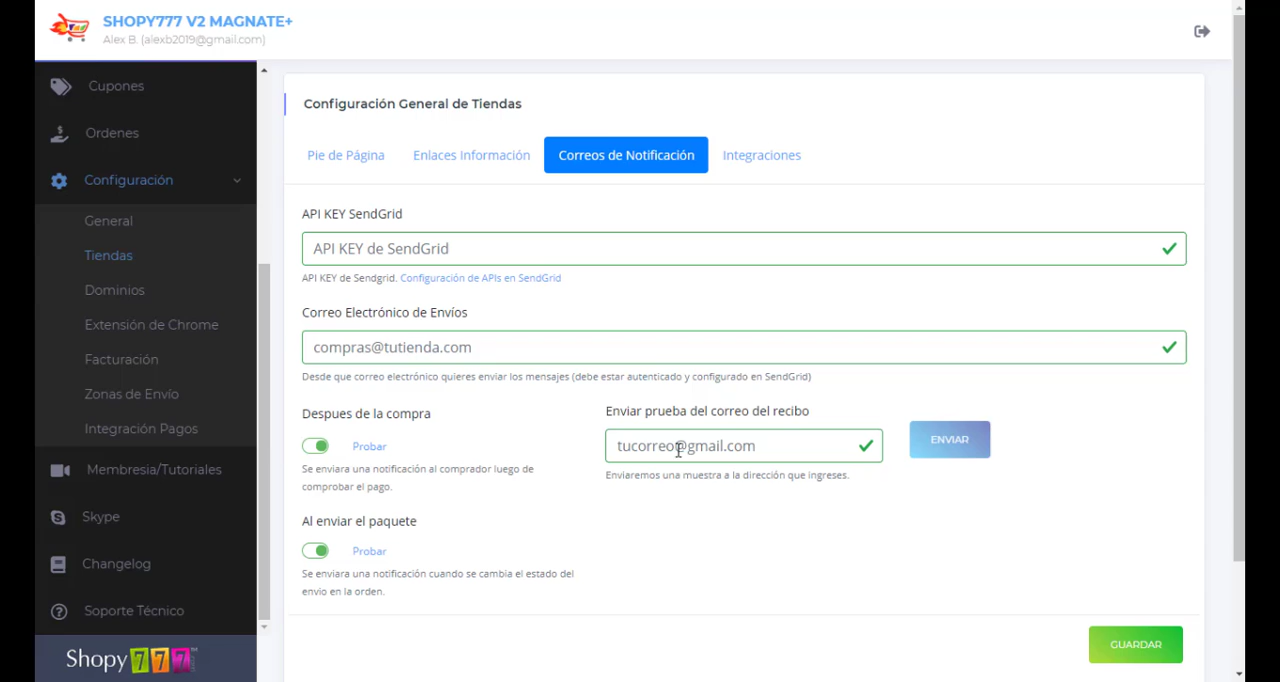 SHOPY777 V2 MAGNATE+
Alex B. (alexb2019@gmail.com)
Cupones
Ordenes
Configuración
General
Tiendas
Dominios
Extensión de Chrome
Facturación
Zonas de Envío
Integración Pagos
Membresia/Tutoriales
Skype
Changelog
Soporte Técnico
Shopy777
Configuración General de Tiendas
Pie de Página
Enlaces Información
Correos de Notificación
Integraciones
API KEY SendGrid
API KEY de SendGrid
API KEY de Sendgrid. Configuración de APIs en SendGrid
Correo Electrónico de Envíos
compras@tutienda.com
Desde que correo electrónico quieres enviar los mensajes (debe estar autenticado y configurado en SendGrid)
Despues de la compra
Probar
Se enviara una notificación al comprador luego de
comprobar el pago.
Enviar prueba del correo del recibo
tucorreo@gmail.com
ENVIAR
Enviaremos una muestra a la dirección que ingreses.
Al enviar el paquete
Probar
Se enviara una notificación cuando se cambia el estado del
envio en la orden.
GUARDAR